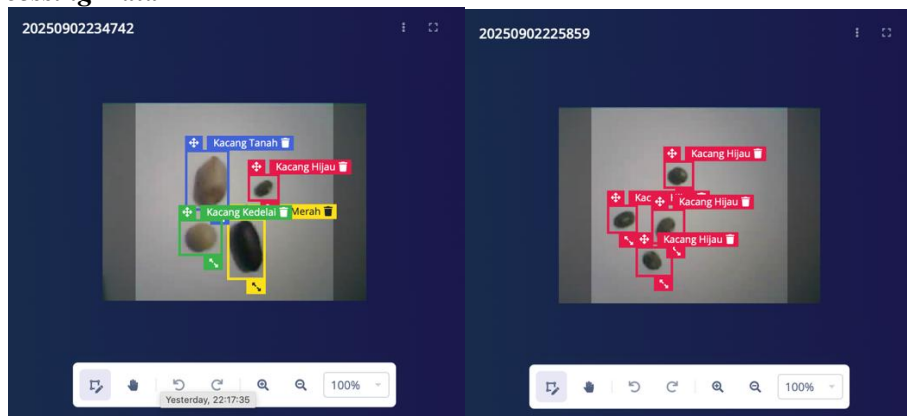 20250902234742
Kacang Tanah
Kacang Hijau
Kacang Kedelai
Merah
100%
Yesterday, 22:17:35
20250902225859
Kacang Hijau
Kac
Kacang Hijau
Kacang Hijau
100%